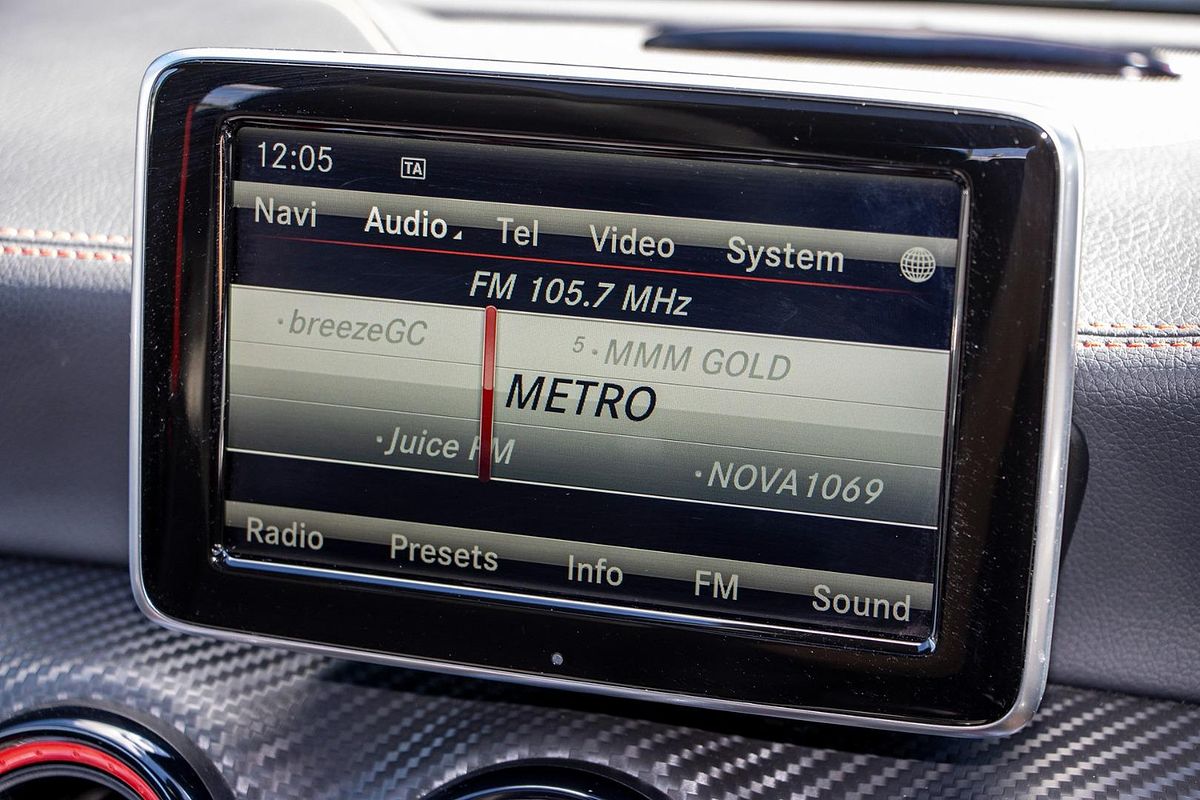 12:05 TA
Navi Audio Tel Video System
FM 105.7 MHz
·breezeGC 5·MMM GOLD
METRO
·Juice FM ·NOVA1069
Radio Presets Info FM Sound